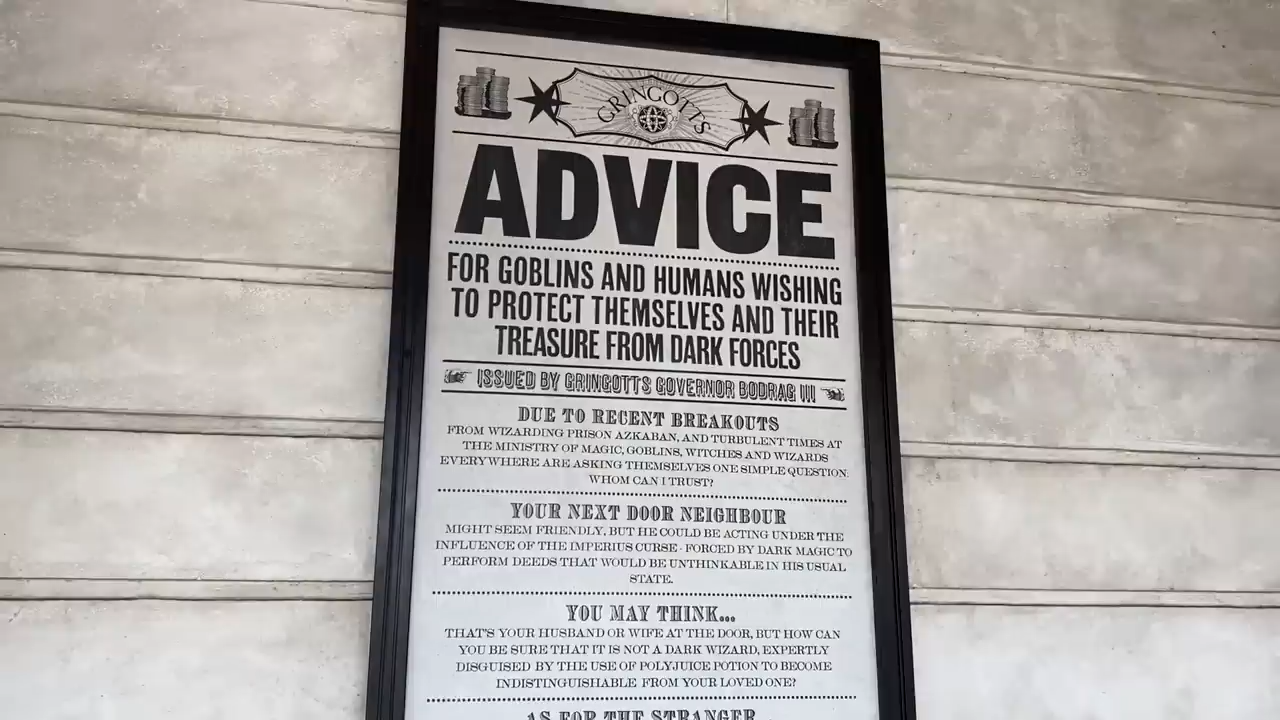 GRINGOTTS
ADVICE
FOR GOBLINS AND HUMANS WISHING
TO PROTECT THEMSELVES AND THEIR
TREASURE FROM DARK FORCES
ISSUED BY GRINGOTTS GOVERNOR BODRAG III
DUE TO RECENT BREAKOUTS
FROM WIZARDING PRISON AZKABAN, AND TURBULENT TIMES AT
THE MINISTRY OF MAGIC, GOBLINS, WITCHES AND WIZARDS
EVERYWHERE ARE ASKING THEMSELVES ONE SIMPLE QUESTION:
WHOM CAN I TRUST?
YOUR NEXT DOOR NEIGHBOUR
MIGHT SEEM FRIENDLY, BUT HE COULD BE ACTING UNDER THE
INFLUENCE OF THE IMPERIUS CURSE - FORCED BY DARK MAGIC TO
PERFORM DEEDS THAT WOULD BE UNTHINKABLE IN HIS USUAL
STATE.
YOU MAY THINK...
THAT'S YOUR HUSBAND OR WIFE AT THE DOOR, BUT HOW CAN
YOU BE SURE THAT IT IS NOT A DARK WIZARD, EXPERTLY
DISGUISED BY THE USE OF POLYJUICE POTION TO BECOME
INDISTINGUISHABLE FROM YOUR LOVED ONE?
AS FOR THE STRANGER...